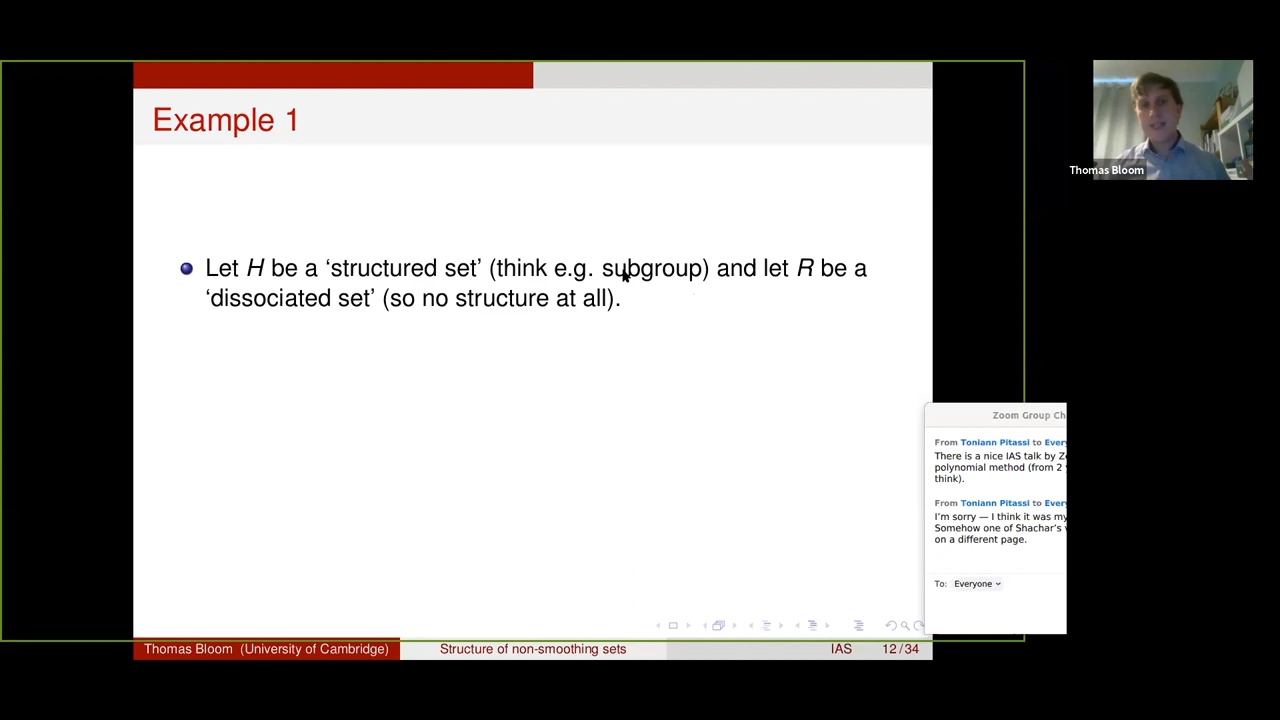 Example 1
Let H be a ‘structured set’ (think e.g. subgroup) and let R be a
‘dissociated set’ (so no structure at all).
Thomas Bloom (University of Cambridge)
Structure of non-smoothing sets
IAS
12 / 34
Thomas Bloom
Zoom Group Ch
From Toniann Pitassi to Every
There is a nice IAS talk by Z
polynomial method (from 2
think).
From Toniann Pitassi to Every
I'm sorry — I think it was my
Somehow one of Shachar's
on a different page.
To: Everyone